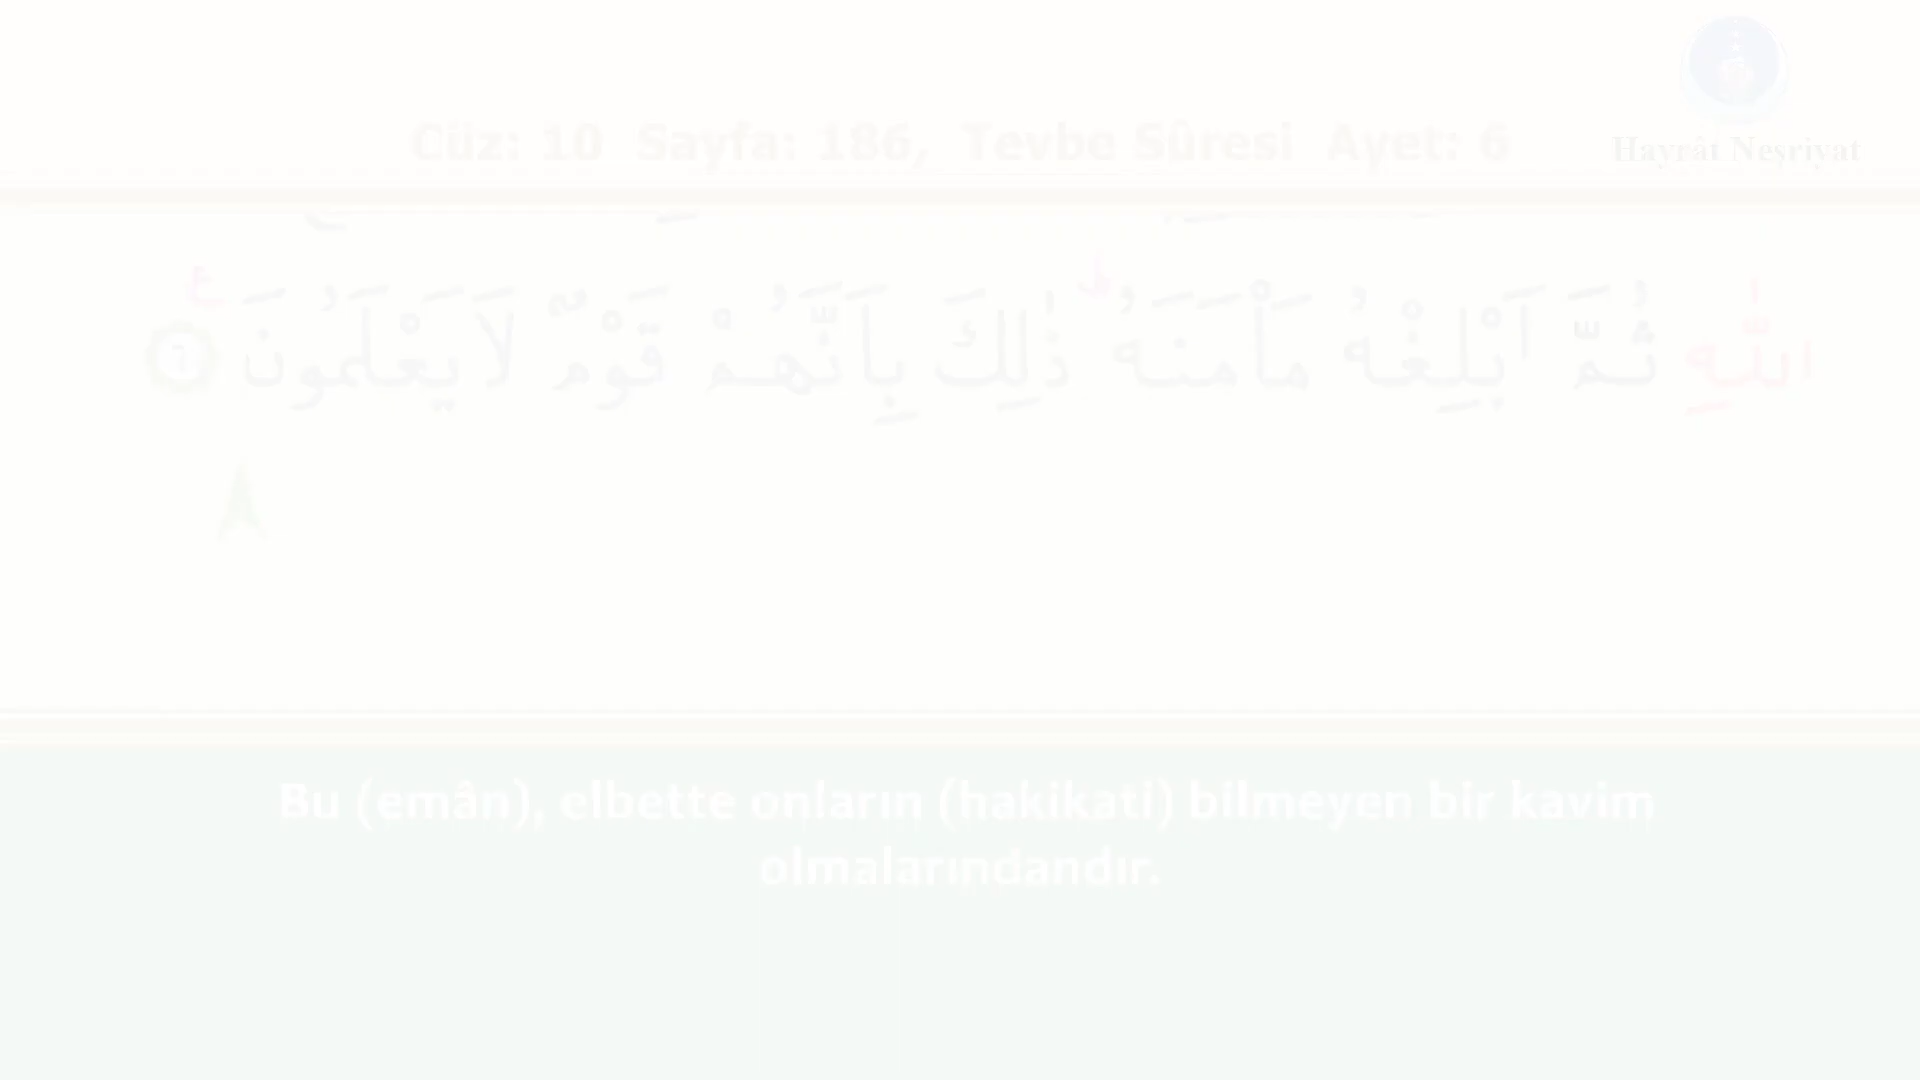 Cüz: 10 Sayfa: 186, Tevbe Sûresi Ayet: 6
Hayrât Neşriyat
اللّٰهِ ثُمَّ اَبْلِغْهُ مَاْمَنَهُ ۜ ذٰلِكَ بِاَنَّهُمْ قَوْمٌ لَا يَعْلَمُونَ ع ٦
Bu (emân), elbette onların (hakikati) bilmeyen bir kavim
olmalarındandır.